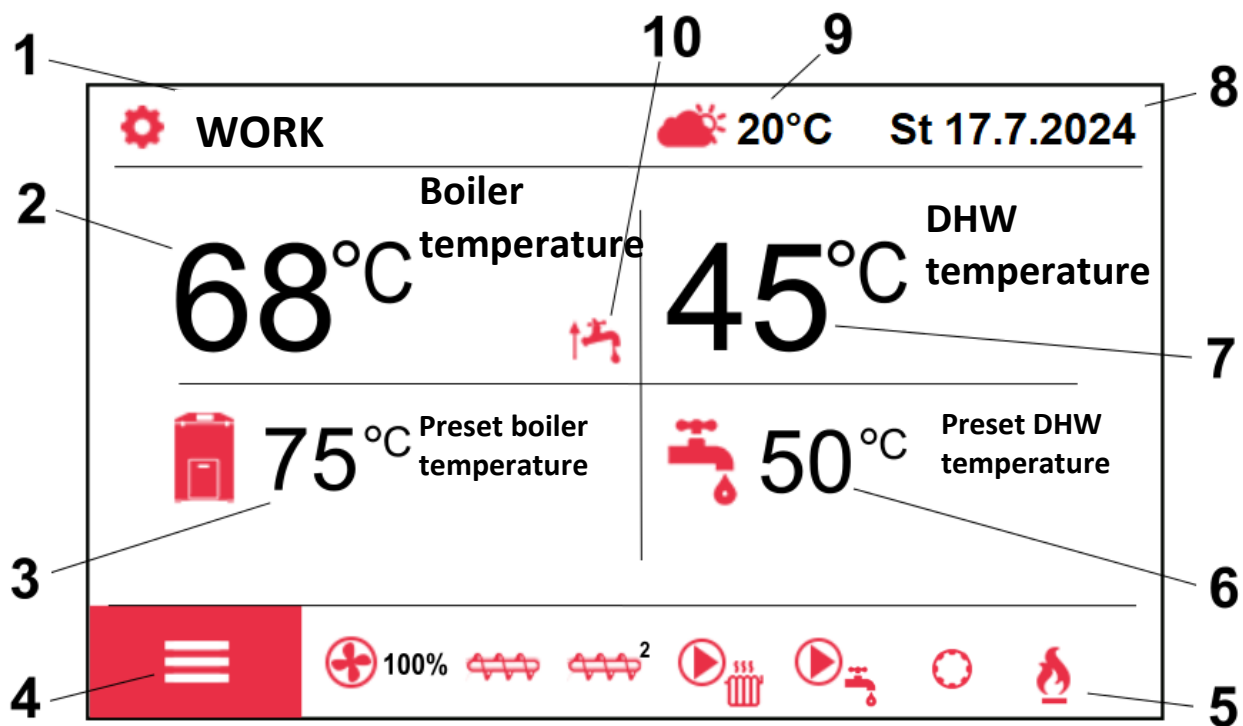 10
9
1
8
WORK
20°C
St 17.7.2024
2
Boiler
temperature
68°C
DHW
temperature
45°C
7
75°C
Preset boiler
temperature
50°C
Preset DHW
temperature
3
6
4
100%
2
5